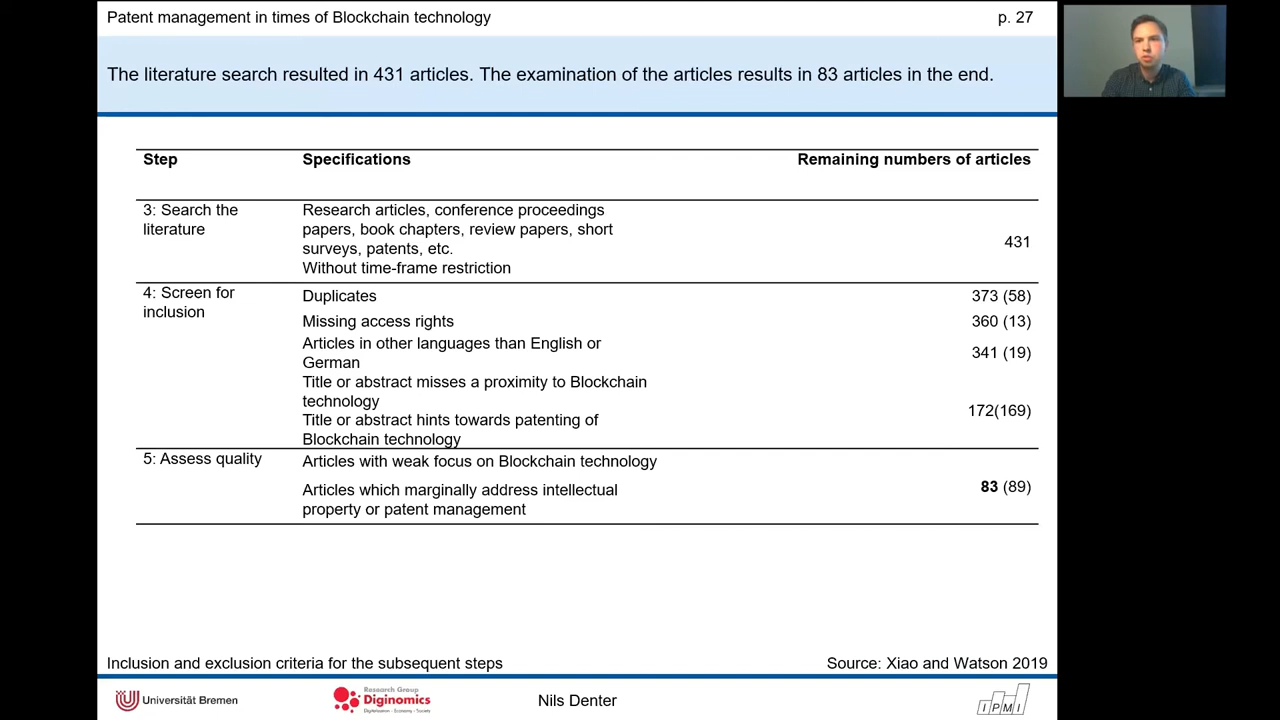 Patent management in times of Blockchain technology
p. 27
The literature search resulted in 431 articles. The examination of the articles results in 83 articles in the end.
Step Specifications Remaining numbers of articles
3: Search the
literature
Research articles, conference proceedings
papers, book chapters, review papers, short
surveys, patents, etc.
Without time-frame restriction
431
4: Screen for
inclusion
Duplicates
373 (58)
Missing access rights
360 (13)
Articles in other languages than English or
German
341 (19)
Title or abstract misses a proximity to Blockchain
technology
Title or abstract hints towards patenting of
Blockchain technology
172(169)
5: Assess quality
Articles with weak focus on Blockchain technology
Articles which marginally address intellectual
property or patent management
83 (89)
Inclusion and exclusion criteria for the subsequent steps
Source: Xiao and Watson 2019
Universität Bremen
Research Group
Diginomics
Digitalization - Economy - Society
Nils Denter
IPMI